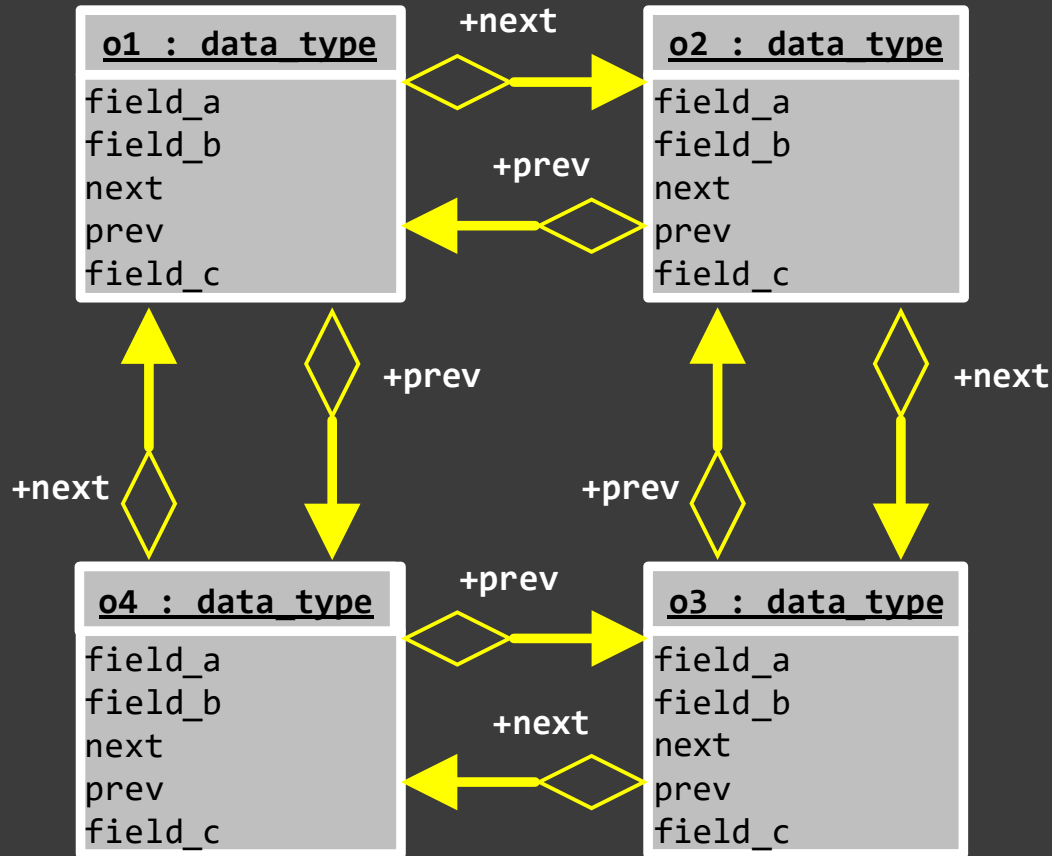 +next
o1 : data_type
o2 : data_type
field_a
field_b
next
prev
field_c
+prev
field_a
field_b
next
prev
field_c
+prev
+next
+next
+prev
+prev
o4 : data_type
o3 : data_type
field_a
field_b
next
prev
field_c
+next
field_a
field_b
next
prev
field_c